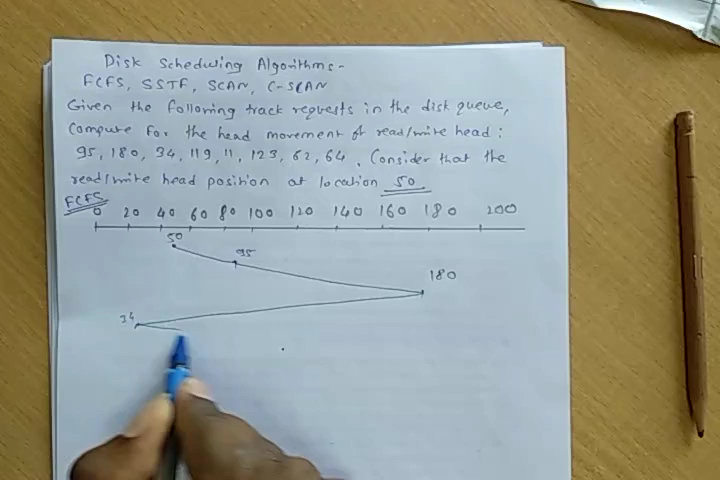 Disk Scheduling Algorithms-
FCFS, SSTF, SCAN, C-SCAN
Given the following track requests in the disk queue,
Compute for the head movement of read/write head:
95, 180, 34, 119, 11, 123, 62, 64. Consider that the
read/write head position at location 50.
FCFS
0 20 40 60 80 100 120 140 160 180 200
50
95
180
34